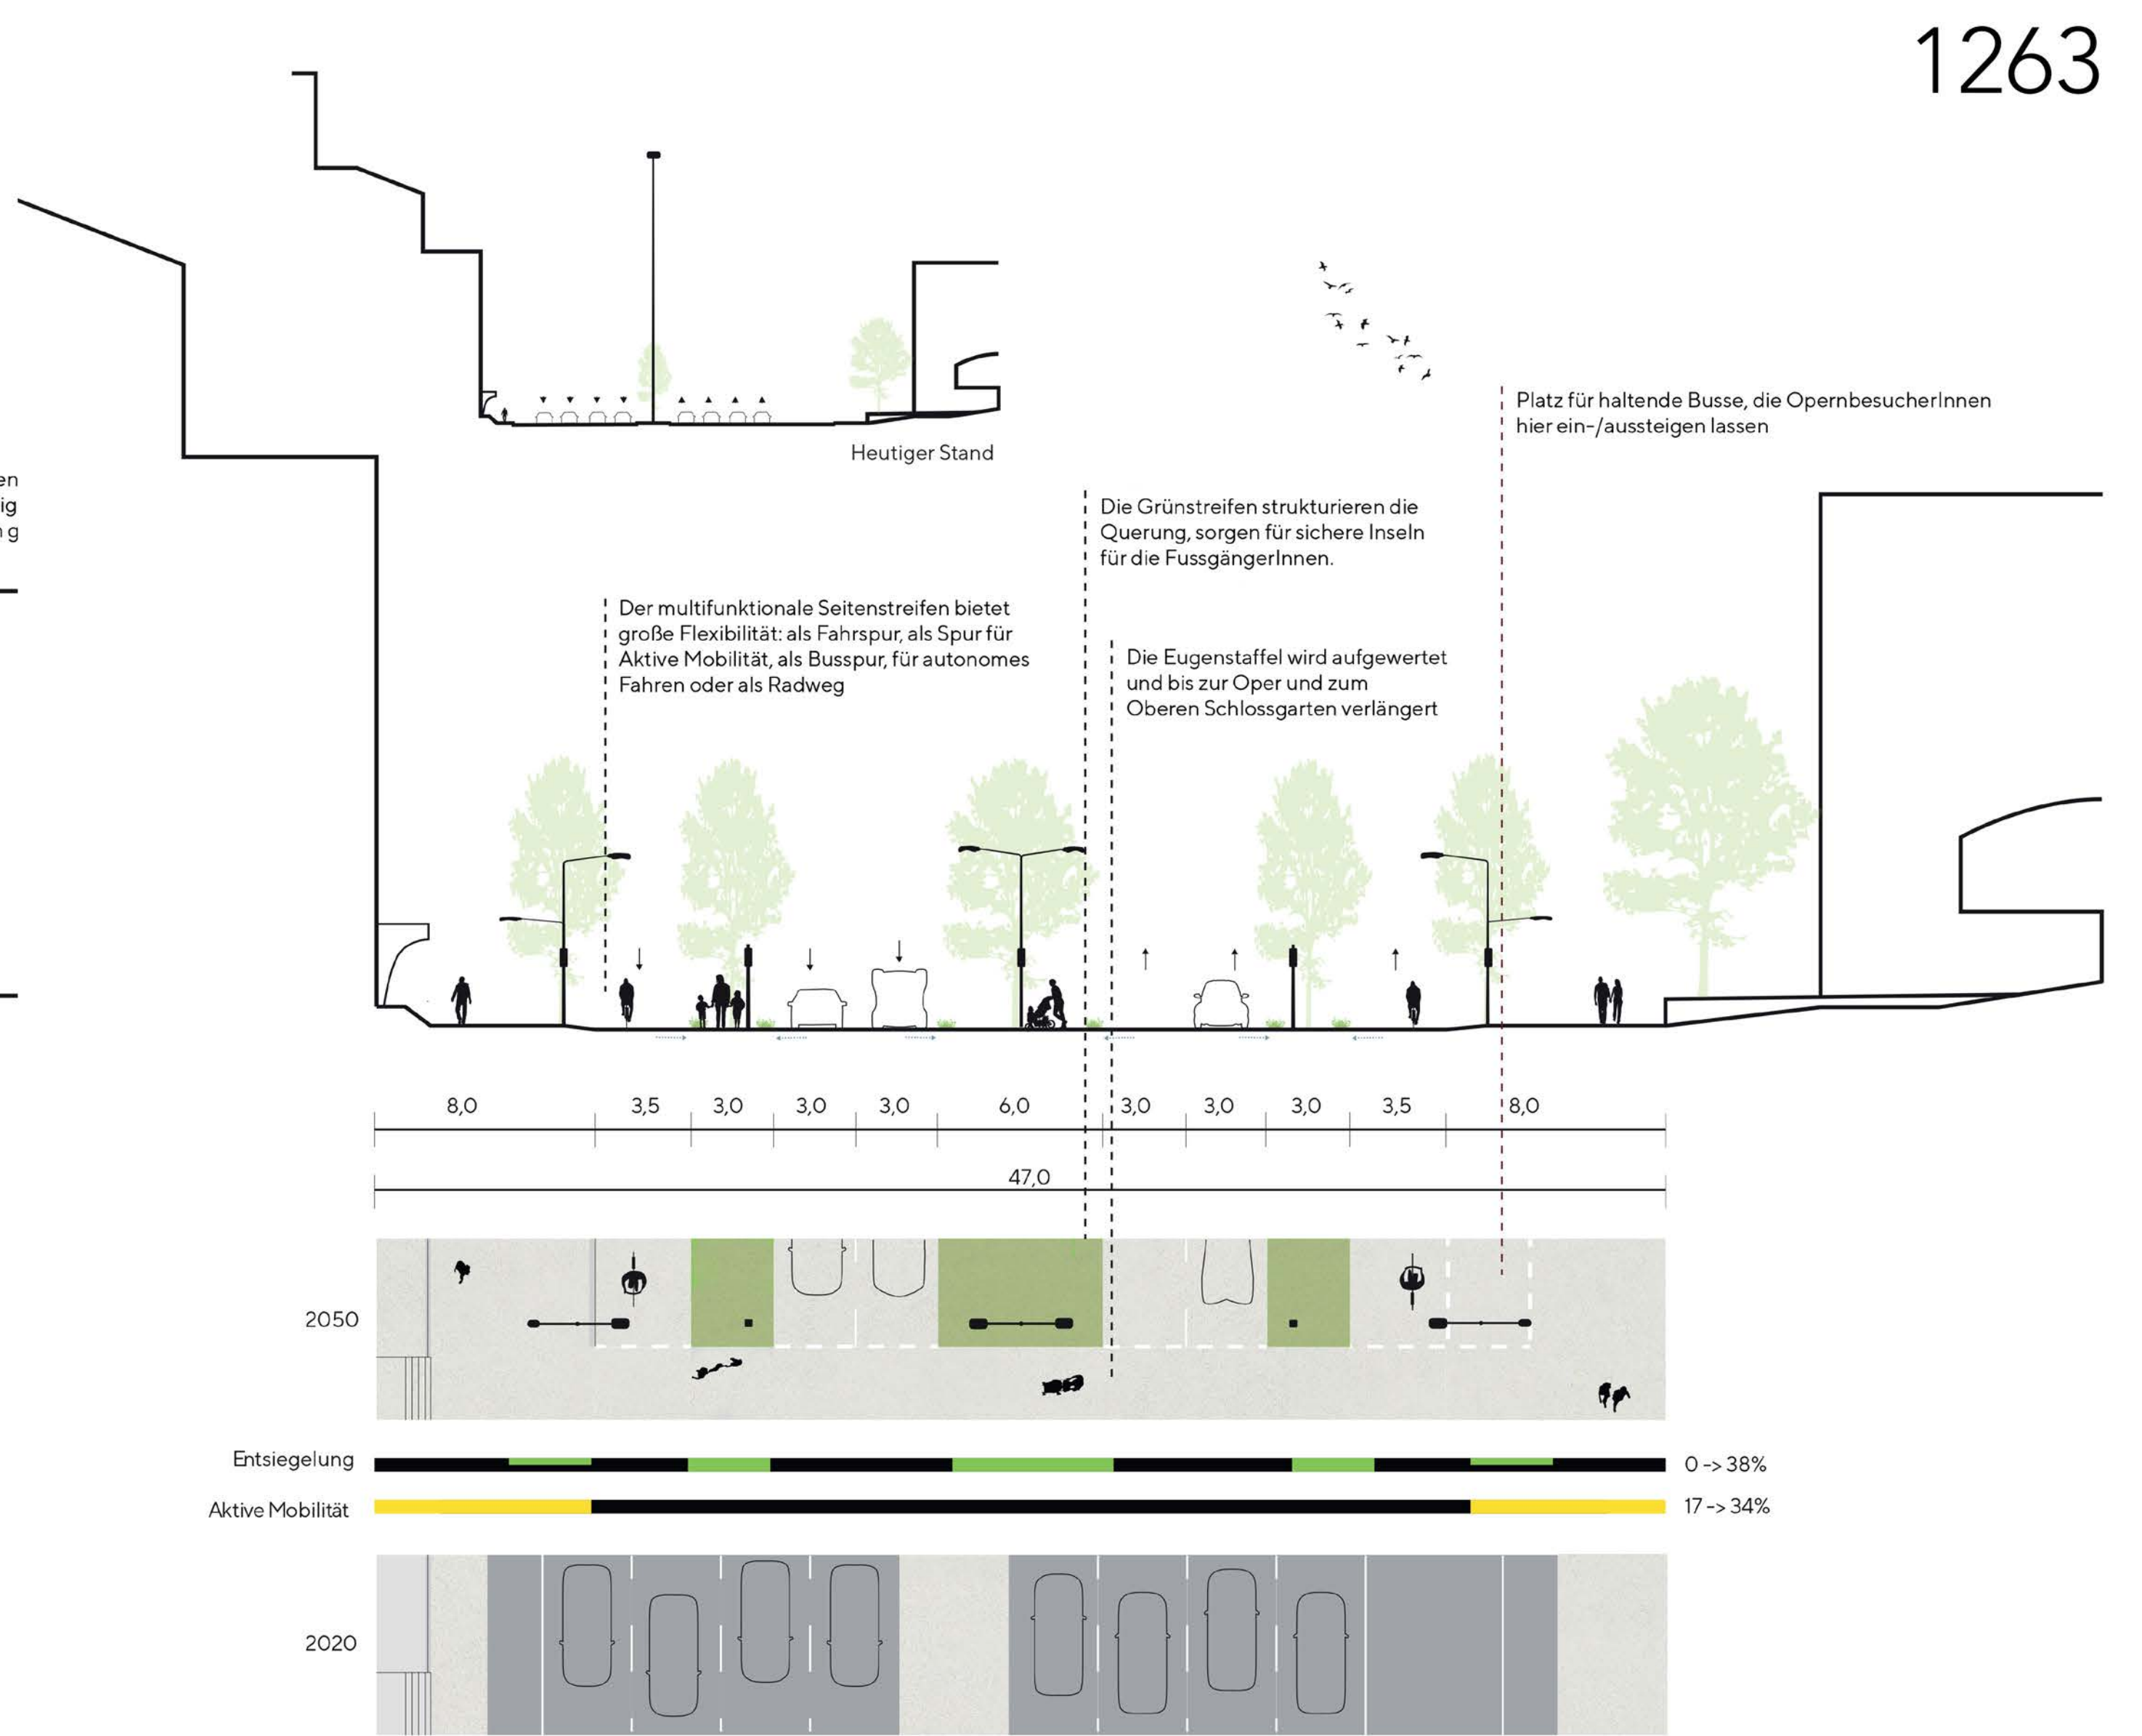 1263
en
ig
ng
Heutiger Stand
Platz für haltende Busse, die OpernbesucherInnen
hier ein-/aussteigen lassen
Die Grünstreifen strukturieren die
Querung, sorgen für sichere Inseln
für die FussgängerInnen.
Der multifunktionale Seitenstreifen bietet
große Flexibilität: als Fahrspur, als Spur für
Aktive Mobilität, als Busspur, für autonomes
Fahren oder als Radweg
Die Eugenstaffel wird aufgewertet
und bis zur Oper und zum
Oberen Schlossgarten verlängert
8,0 3,5 3,0 3,0 3,0 6,0 3,0 3,0 3,0 3,5 8,0
47,0
2050
Entsiegelung 0 -> 38%
Aktive Mobilität 17 -> 34%
2020